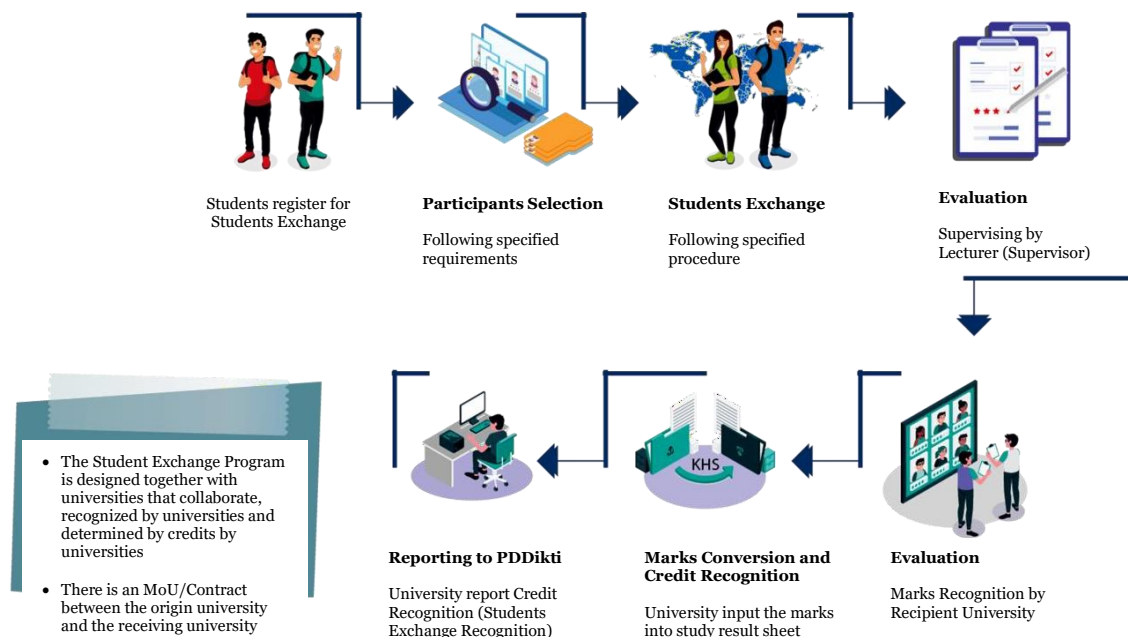 Students register for
Students Exchange
Participants Selection
Following specified
requirements
Students Exchange
Following specified
procedure
Evaluation
Supervising by
Lecturer (Supervisor)
Evaluation
Marks Recognition by
Recipient University
KHS
Marks Conversion and
Credit Recognition
University input the marks
into study result sheet
Reporting to PDDikti
University report Credit
Recognition (Students
Exchange Recognition)
• The Student Exchange Program
is designed together with
universities that collaborate,
recognized by universities and
determined by credits by
universities
• There is an MoU/Contract
between the origin university
and the receiving university